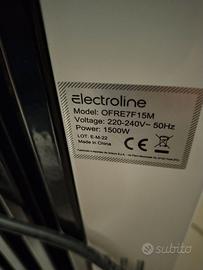 Electroline
Model: OFRE7F15M
Voltage: 220-240V~ 50Hz
Power: 1500W
LOT: E-M-22
Made in China
CE
subito